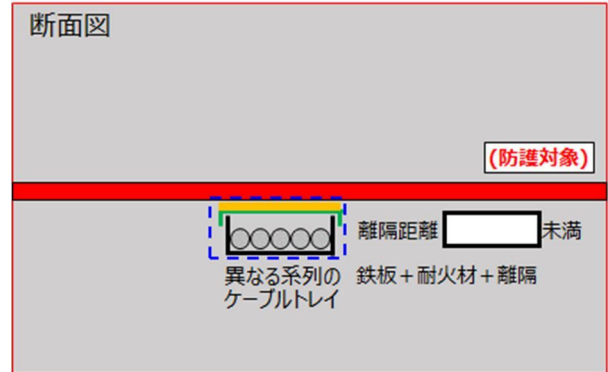 断面図
(防護対象)
離隔距離 未満
異なる系列の
ケーブルトレイ
鉄板＋耐火材＋離隔